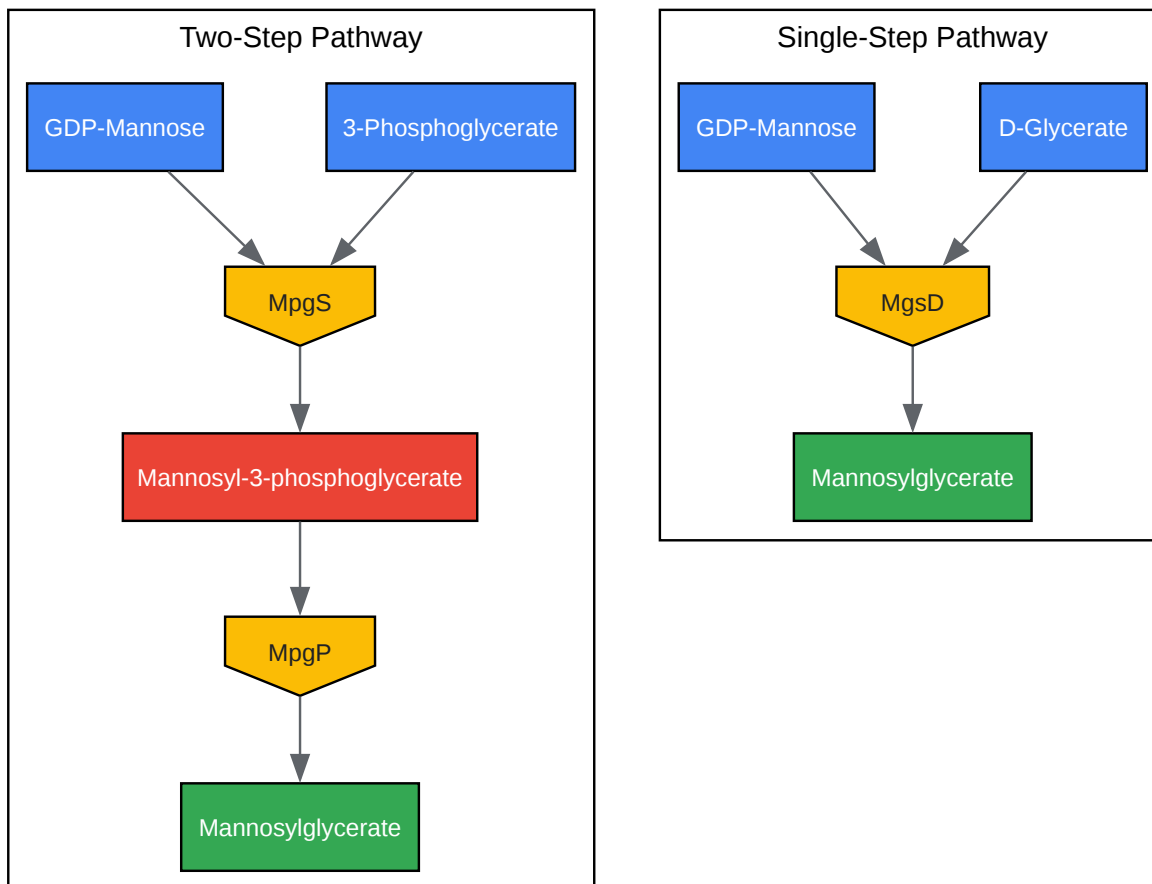 Two-Step Pathway
GDP-Mannose
3-Phosphoglycerate
MpgS
Mannosyl-3-phosphoglycerate
MpgP
Mannosylglycerate
Single-Step Pathway
GDP-Mannose
D-Glycerate
MgsD
Mannosylglycerate